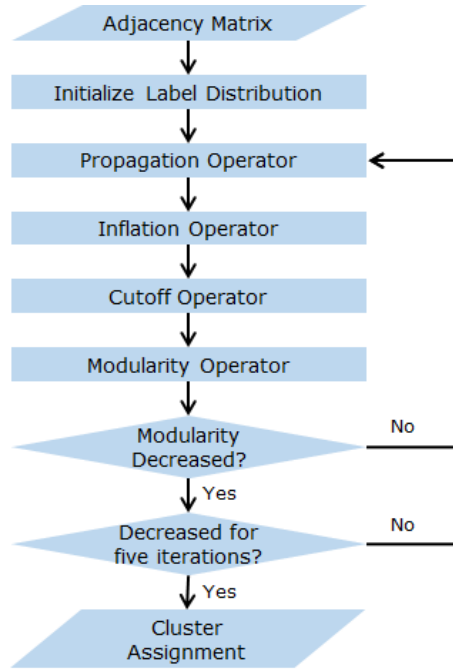 Adjacency Matrix
Initialize Label Distribution
Propagation Operator
Inflation Operator
Cutoff Operator
Modularity Operator
Modularity
Decreased?
No
Yes
Decreased for
five iterations?
No
Yes
Cluster
Assignment